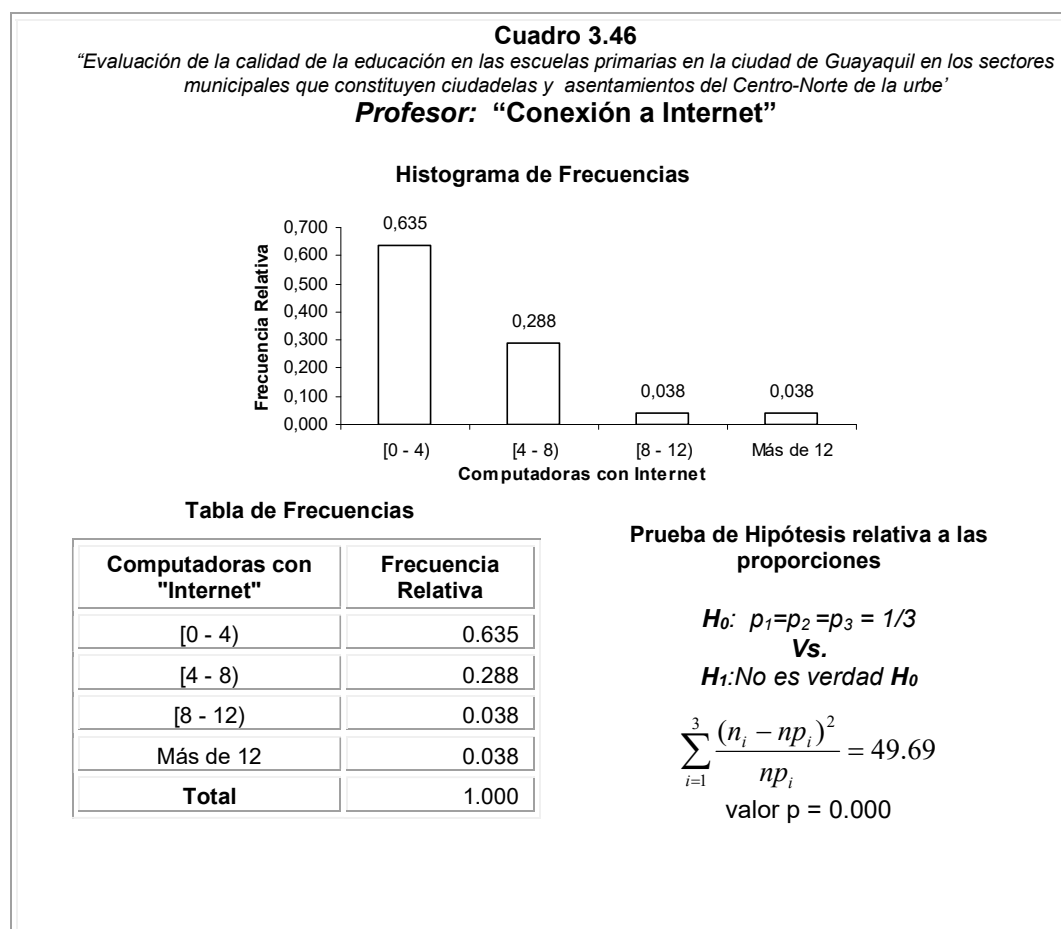 Cuadro 3.46
“Evaluación de la calidad de la educación en las escuelas primarias en la ciudad de Guayaquil en los sectores
municipales que constituyen ciudadelas y asentamientos del Centro-Norte de la urbe’
Profesor: “Conexión a Internet”
Histograma de Frecuencias
Frecuencia Relativa
0,700
0,600
0,500
0,400
0,300
0,200
0,100
0,000
0,635
0,288
0,038
0,038
[0 - 4)
[4 - 8)
[8 - 12)
Más de 12
Computadoras con Internet
Tabla de Frecuencias
Computadoras con "Internet" Frecuencia Relativa
[0 - 4) 0.635
[4 - 8) 0.288
[8 - 12) 0.038
Más de 12 0.038
Total 1.000
Prueba de Hipótesis relativa a las
proporciones
H₀: p₁=p₂ =p₃ = 1/3
Vs.
H₁:No es verdad H₀
∑_{i=1}^{3} (n_i − np_i)² / np_i = 49.69
valor p = 0.000